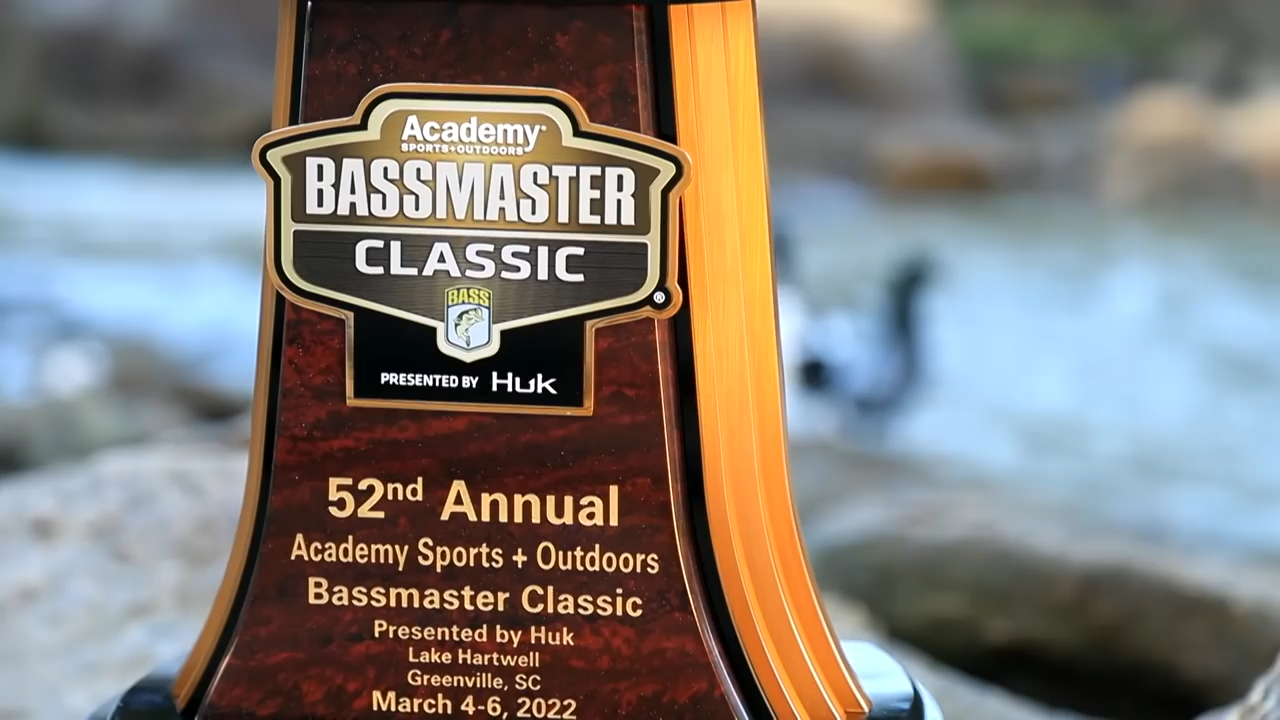 Academy
SPORTS+OUTDOORS
BASSMASTER
CLASSIC
®
BASS
PRESENTED BY Huk
52nd Annual
Academy Sports + Outdoors
Bassmaster Classic
Presented by Huk
Lake Hartwell
Greenville, SC
March 4-6, 2022